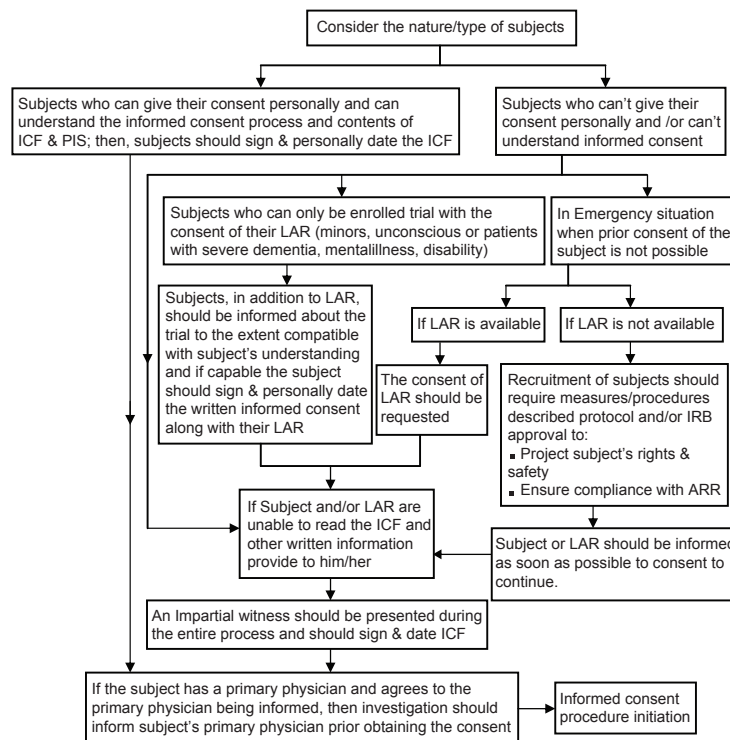 Consider the nature/type of subjects
Subjects who can give their consent personally and can
understand the informed consent process and contents of
ICF & PIS; then, subjects should sign & personally date the ICF
Subjects who can't give their
consent personally and /or can't
understand informed consent
Subjects who can only be enrolled trial with the
consent of their LAR (minors, unconscious or patients
with severe dementia, mentalillness, disability)
In Emergency situation
when prior consent of the
subject is not possible
Subjects, in addition to LAR,
should be informed about the
trial to the extent compatible
with subject's understanding
and if capable the subject
should sign & personally date
the written informed consent
along with their LAR
If LAR is available
If LAR is not available
The consent of
LAR should be
requested
Recruitment of subjects should
require measures/procedures
described protocol and/or IRB
approval to:
▪ Project subject's rights &
safety
▪ Ensure compliance with ARR
If Subject and/or LAR are
unable to read the ICF and
other written information
provide to him/her
Subject or LAR should be informed
as soon as possible to consent to
continue.
An Impartial witness should be presented during
the entire process and should sign & date ICF
If the subject has a primary physician and agrees to the
primary physician being informed, then investigation should
inform subject's primary physician prior obtaining the consent
Informed consent
procedure initiation